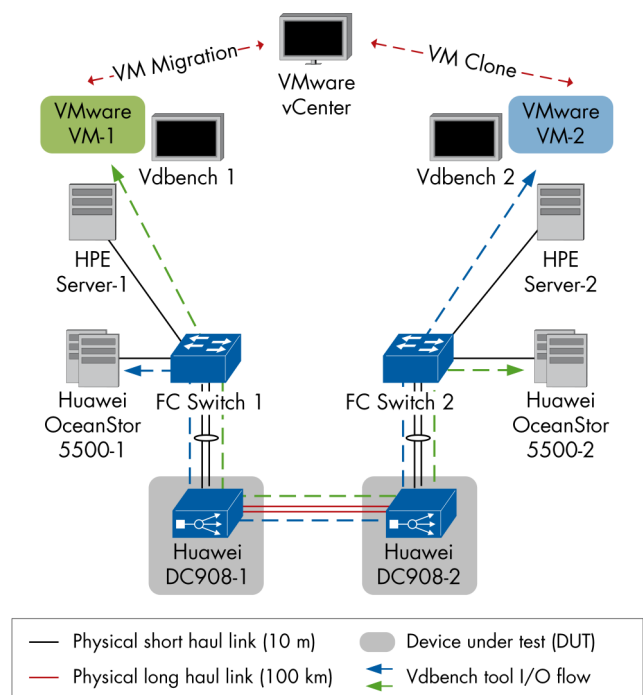 VM Migration
VMware
vCenter
VM Clone
VMware
VM-1
Vdbench 1
VMware
VM-2
Vdbench 2
HPE
Server-1
HPE
Server-2
FC Switch 1
FC Switch 2
Huawei
OceanStor
5500-1
Huawei
OceanStor
5500-2
Huawei
DC908-1
Huawei
DC908-2
Physical short haul link (10 m)
Device under test (DUT)
Physical long haul link (100 km)
Vdbench tool I/O flow